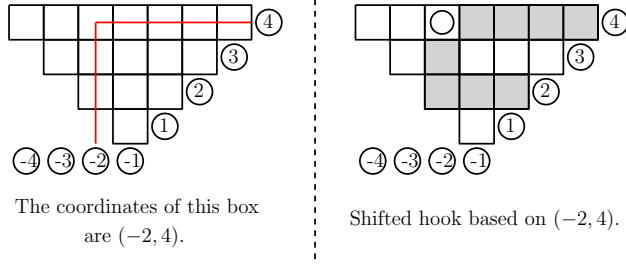 4
3
2
1
-4 -3 -2 -1
The coordinates of this box
are (−2, 4).
4
3
2
1
-4 -3 -2 -1
Shifted hook based on (−2, 4).